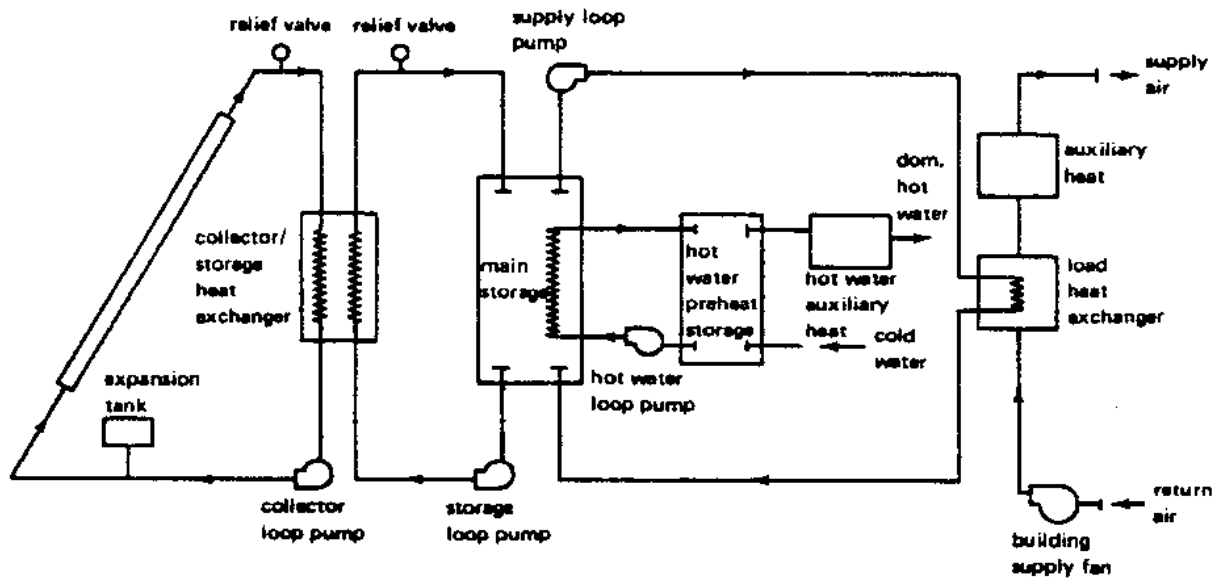 relief valve
relief valve
supply loop
pump
supply
air
auxiliary
heat
dom.
hot
water
collector/
storage
heat
exchanger
main
storage
hot
water
preheat
storage
hot water
auxiliary
heat
load
heat
exchanger
cold
water
expansion
tank
hot water
loop pump
collector
loop pump
storage
loop pump
return
air
building
supply fan